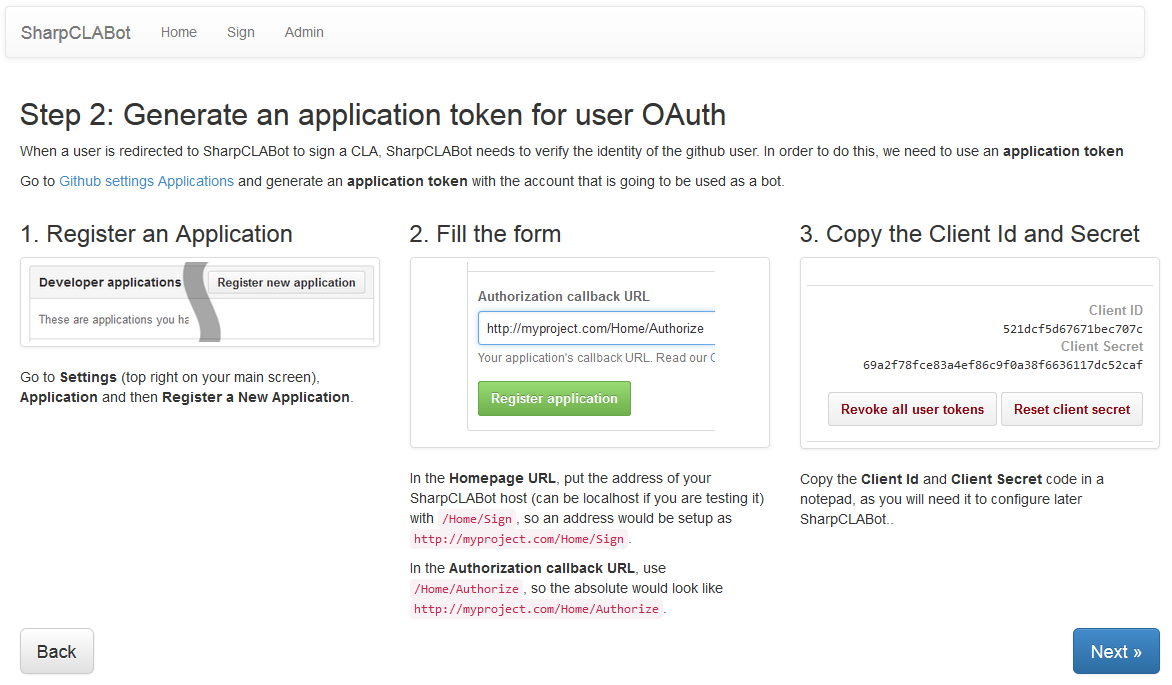 SharpCLABot Home Sign Admin
Step 2: Generate an application token for user OAuth
When a user is redirected to SharpCLABot to sign a CLA, SharpCLABot needs to verify the identity of the github user. In order to do this, we need to use an application token
Go to Github settings Applications and generate an application token with the account that is going to be used as a bot.
1. Register an Application
Developer applications
Register new application
These are applications you ha
Go to Settings (top right on your main screen),
Application and then Register a New Application.
2. Fill the form
Authorization callback URL
http://myproject.com/Home/Authorize
Your application's callback URL. Read our
Register application
In the Homepage URL, put the address of your
SharpCLABot host (can be localhost if you are testing it)
with /Home/Sign, so an address would be setup as
http://myproject.com/Home/Sign.
In the Authorization callback URL, use
/Home/Authorize, so the absolute would look like
http://myproject.com/Home/Authorize.
3. Copy the Client Id and Secret
Client ID
521dcf5d67671bec707c
Client Secret
69a2f78fce83a4ef86c9f0a38f6636117dc52caf
Revoke all user tokens Reset client secret
Copy the Client Id and Client Secret code in a
notepad, as you will need it to configure later
SharpCLABot..
Back
Next »